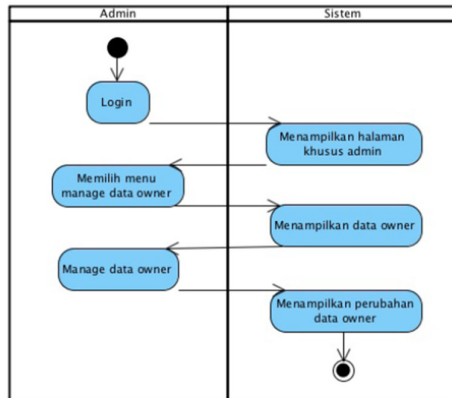 Admin
Sistem
Login
Menampilkan halaman
khusus admin
Memilih menu
manage data owner
Menampilkan data owner
Manage data owner
Menampilkan perubahan
data owner